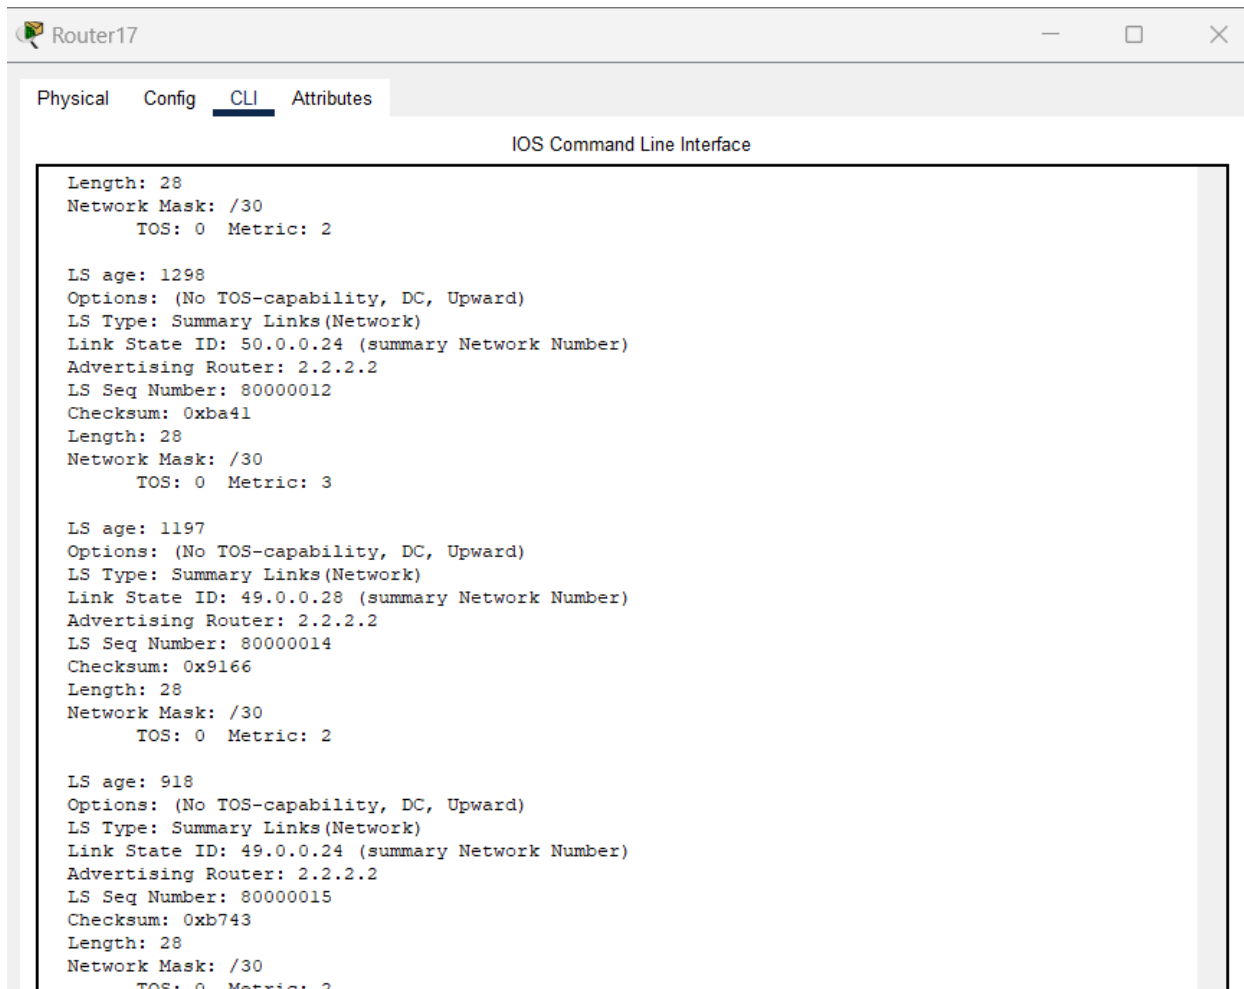 Router17
Physical Config CLI Attributes
IOS Command Line Interface
Length: 28
Network Mask: /30
TOS: 0 Metric: 2
LS age: 1298
Options: (No TOS-capability, DC, Upward)
LS Type: Summary Links(Network)
Link State ID: 50.0.0.24 (summary Network Number)
Advertising Router: 2.2.2.2
LS Seq Number: 80000012
Checksum: 0xba41
Length: 28
Network Mask: /30
TOS: 0 Metric: 3
LS age: 1197
Options: (No TOS-capability, DC, Upward)
LS Type: Summary Links(Network)
Link State ID: 49.0.0.28 (summary Network Number)
Advertising Router: 2.2.2.2
LS Seq Number: 80000014
Checksum: 0x9166
Length: 28
Network Mask: /30
TOS: 0 Metric: 2
LS age: 918
Options: (No TOS-capability, DC, Upward)
LS Type: Summary Links(Network)
Link State ID: 49.0.0.24 (summary Network Number)
Advertising Router: 2.2.2.2
LS Seq Number: 80000015
Checksum: 0xb743
Length: 28
Network Mask: /30
TOS: 0 Metric: